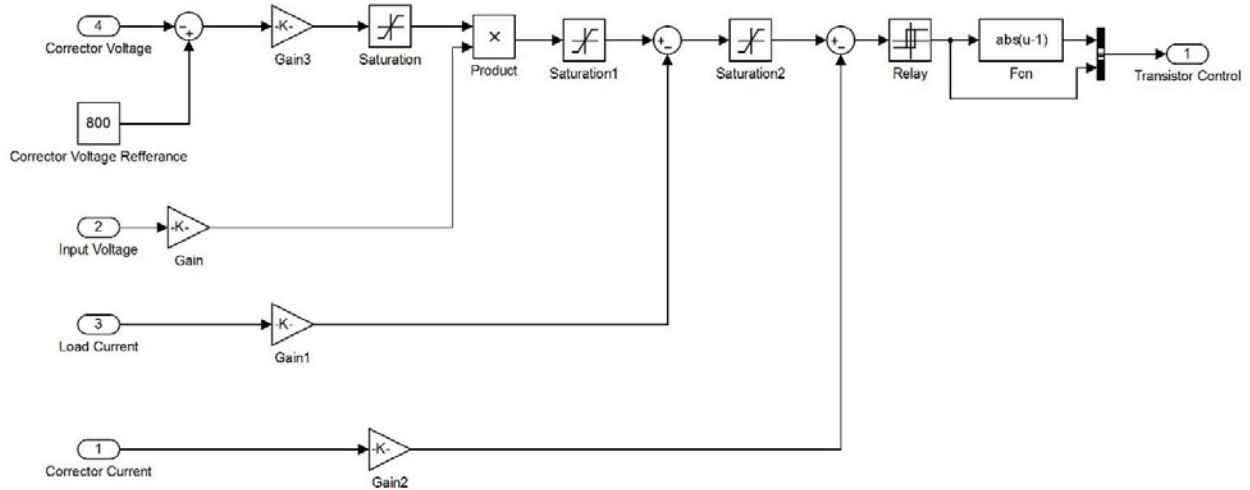 4
Corrector Voltage
-K-
Gain3
Saturation
×
Product
Saturation1
Saturation2
Relay
abs(u-1)
Fcn
1
Transistor Control
800
Corrector Voltage Refferance
2
Input Voltage
-K-
Gain
3
Load Current
-K-
Gain1
1
Corrector Current
-K-
Gain2